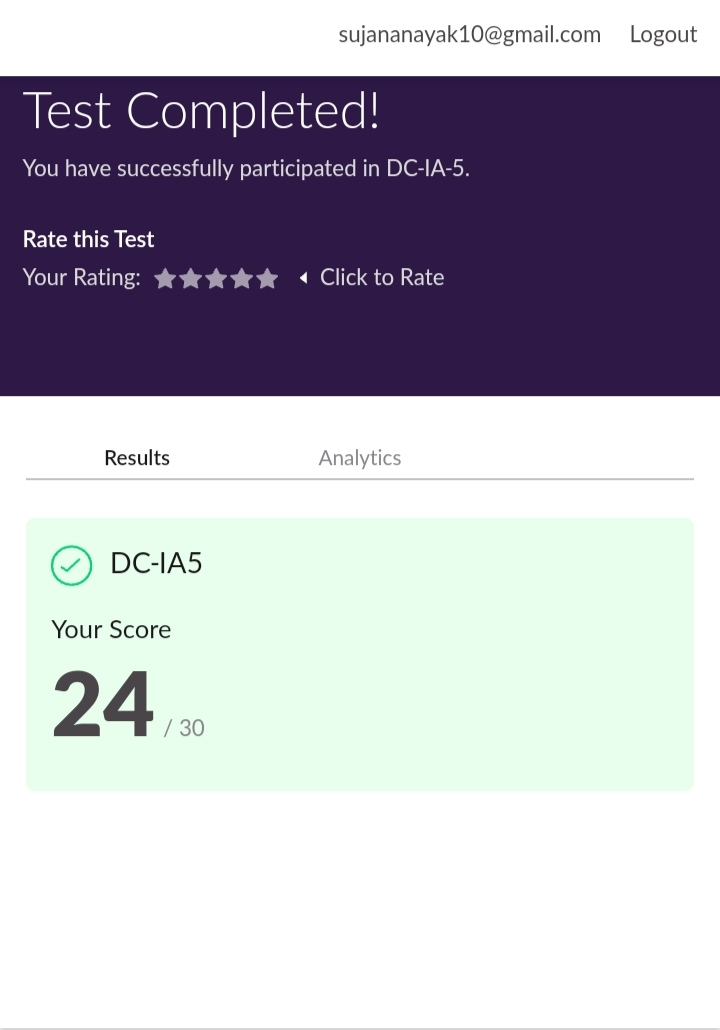 sujananayak10@gmail.com Logout
Test Completed!
You have successfully participated in DC-IA-5.
Rate this Test
Your Rating: Click to Rate
Results Analytics
DC-IA5
Your Score
24 / 30